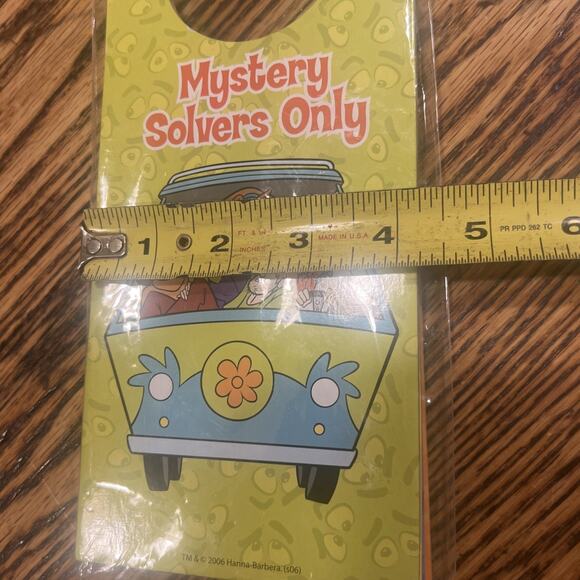 Mystery
Solvers Only
1 2 3 4 5 6
FT. & 
MADE IN U.S.A.
INCHES
PR PPD 262 TC
TM & © 2006 Hanna-Barbera. (s06)